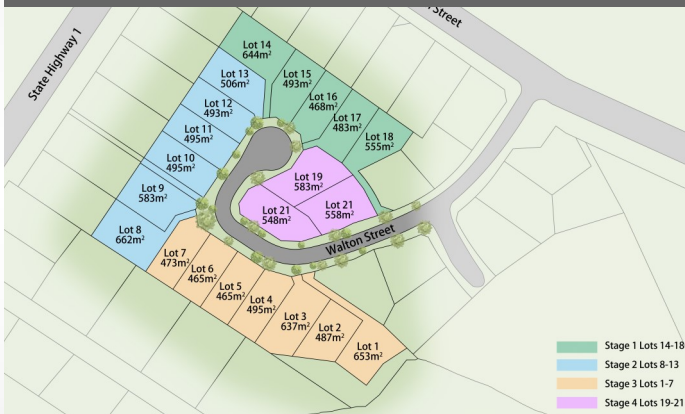 Street
State Highway 1
Lot 14
644m²
Lot 15
493m²
Lot 16
468m²
Lot 17
483m²
Lot 18
555m²
Lot 13
506m²
Lot 12
493m²
Lot 11
495m²
Lot 10
495m²
Lot 9
583m²
Lot 8
662m²
Lot 19
583m²
Lot 21
558m²
Lot 21
548m²
Walton Street
Lot 7
473m²
Lot 6
465m²
Lot 5
465m²
Lot 4
495m²
Lot 3
637m²
Lot 2
487m²
Lot 1
653m²
Stage 1 Lots 14-18
Stage 2 Lots 8-13
Stage 3 Lots 1-7
Stage 4 Lots 19-21